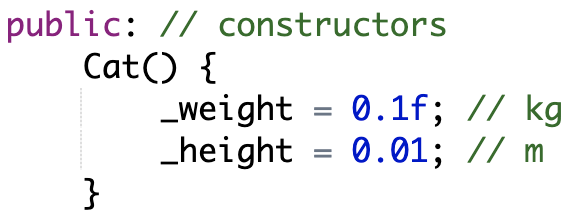 public: // constructors
Cat() {
_weight = 0.1f; // kg
_height = 0.01; // m
}